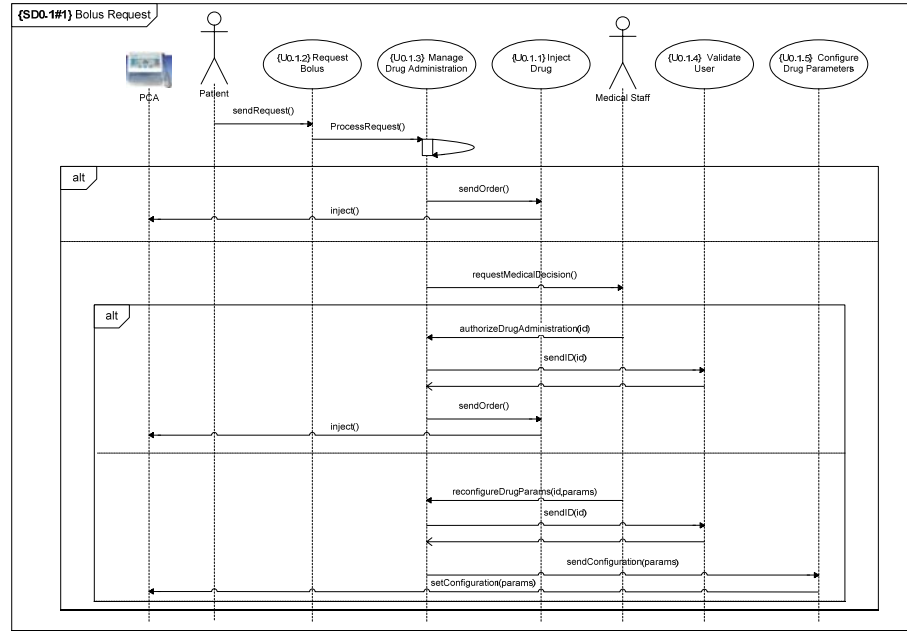 {SD0.1#1} Bolus Request
{U0.1.2} Request
Bolus
{U0.1.3} Manage
Drug Administration
{U0.1.1} Inject
Drug
{U0.1.4} Validate
User
{U0.1.5} Configure
Drug Parameters
PCA
Patient
Medical Staff
sendRequest()
ProcessRequest()
alt
sendOrder()
inject()
requestMedicalDecision()
alt
authorizeDrugAdministration(id)
sendID(id)
sendOrder()
inject()
reconfigureDrugParams(id,params)
sendID(id)
sendConfiguration(params)
setConfiguration(params)